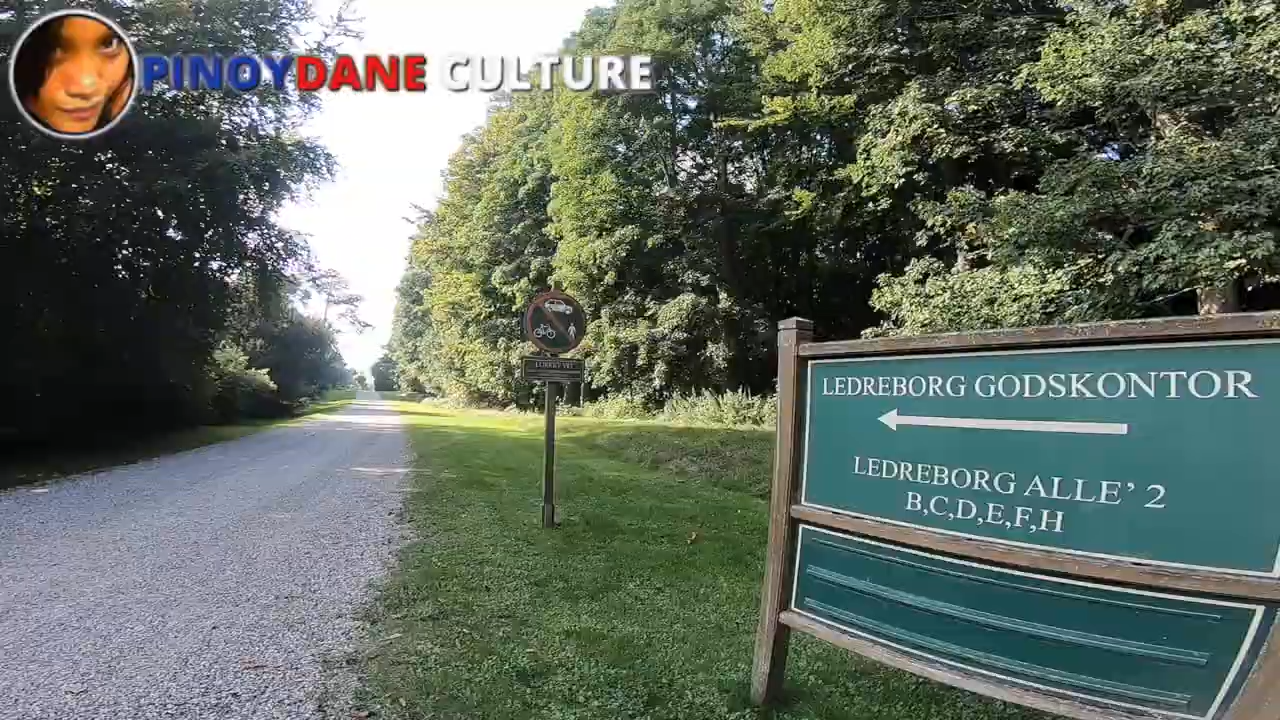 PINOYDANE CULTURE
LEDREBORG GODSKONTOR
LEDREBORG ALLE' 2
B,C,D,E,F,H